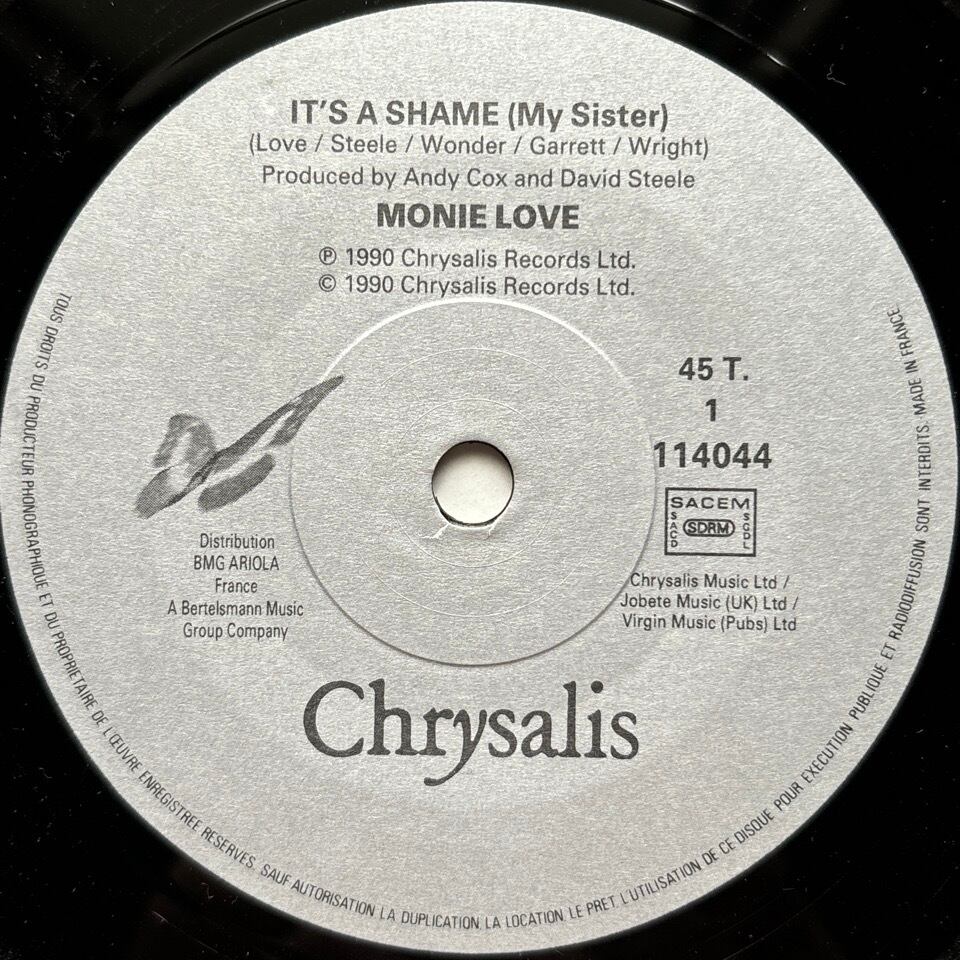 IT'S A SHAME (My Sister)
(Love / Steele / Wonder / Garrett / Wright)
Produced by Andy Cox and David Steele
MONIE LOVE
℗ 1990 Chrysalis Records Ltd.
© 1990 Chrysalis Records Ltd.
45 T.
1
114044
SACEM
SACD
SDRM
SGDL
Distribution
BMG ARIOLA
France
A Bertelsmann Music
Group Company
Chrysalis Music Ltd /
Jobete Music (UK) Ltd /
Virgin Music (Pubs) Ltd
Chrysalis
TOUS DROITS DU PRODUCTEUR PHONOGRAPHIQUE ET DU PROPRIETAIRE DE L'ŒUVRE ENREGISTREE RESERVES. SAUF AUTORISATION LA DUPLICATION LA LOCATION LE PRET L'UTILISATION DE CE DISQUE POUR EXECUTION PUBLIQUE ET RADIODIFFUSION SONT INTERDITS. MADE IN FRANCE